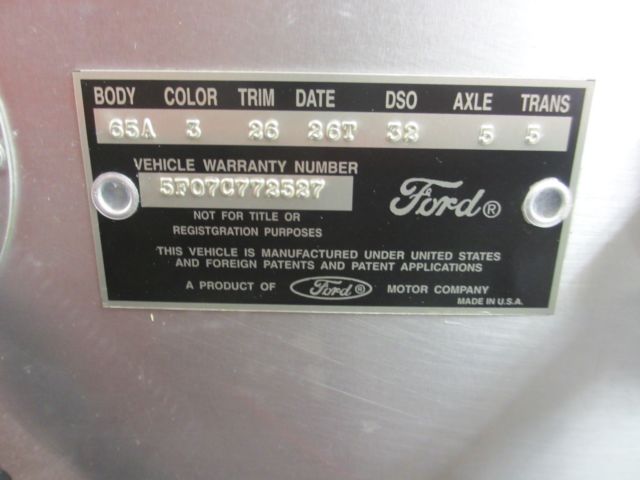 BODY COLOR TRIM DATE DSO AXLE TRANS
65A 3 26 26T 32 5 5
VEHICLE WARRANTY NUMBER
5F07C772527
Ford®
NOT FOR TITLE OR
REGISTGRATION PURPOSES
THIS VEHICLE IS MANUFACTURED UNDER UNITED STATES
AND FOREIGN PATENTS AND PATENT APPLICATIONS
A PRODUCT OF Ford® MOTOR COMPANY
MADE IN U.S.A.